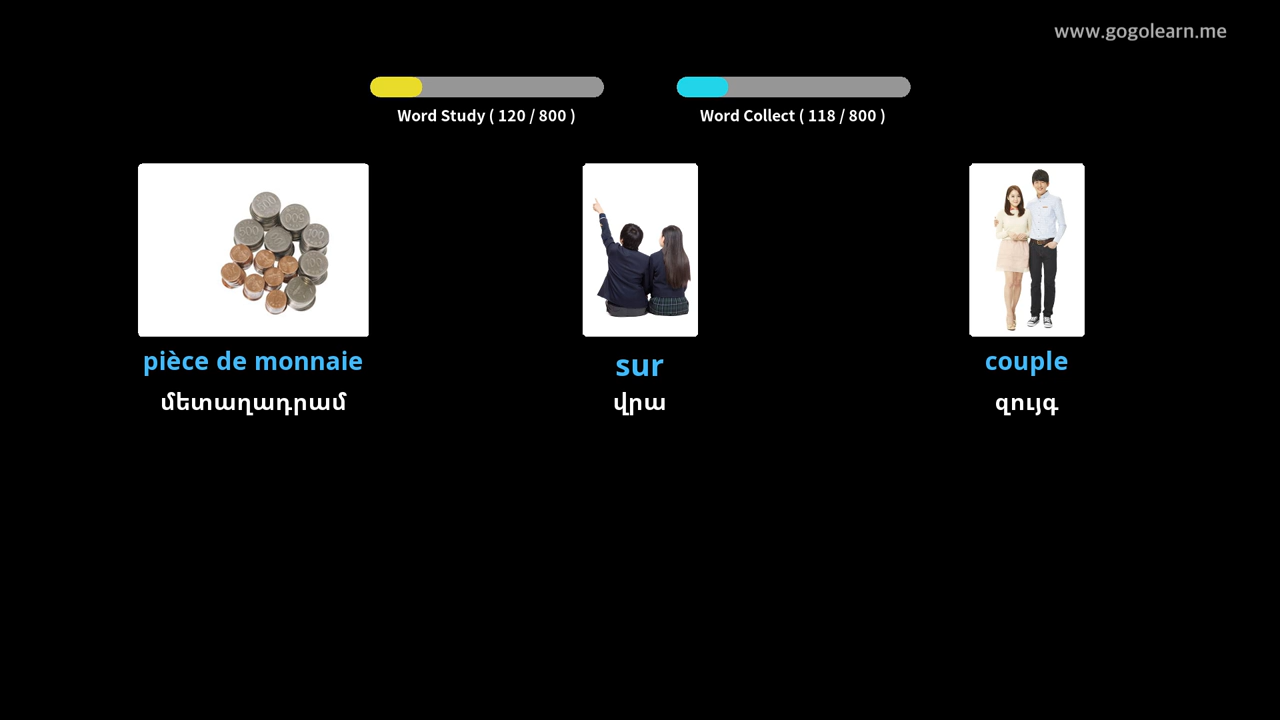 www.gogolearn.me
Word Study ( 120 / 800 )
Word Collect ( 118 / 800 )
pièce de monnaie
մետաղադրամ
sur
վրա
couple
զույգ